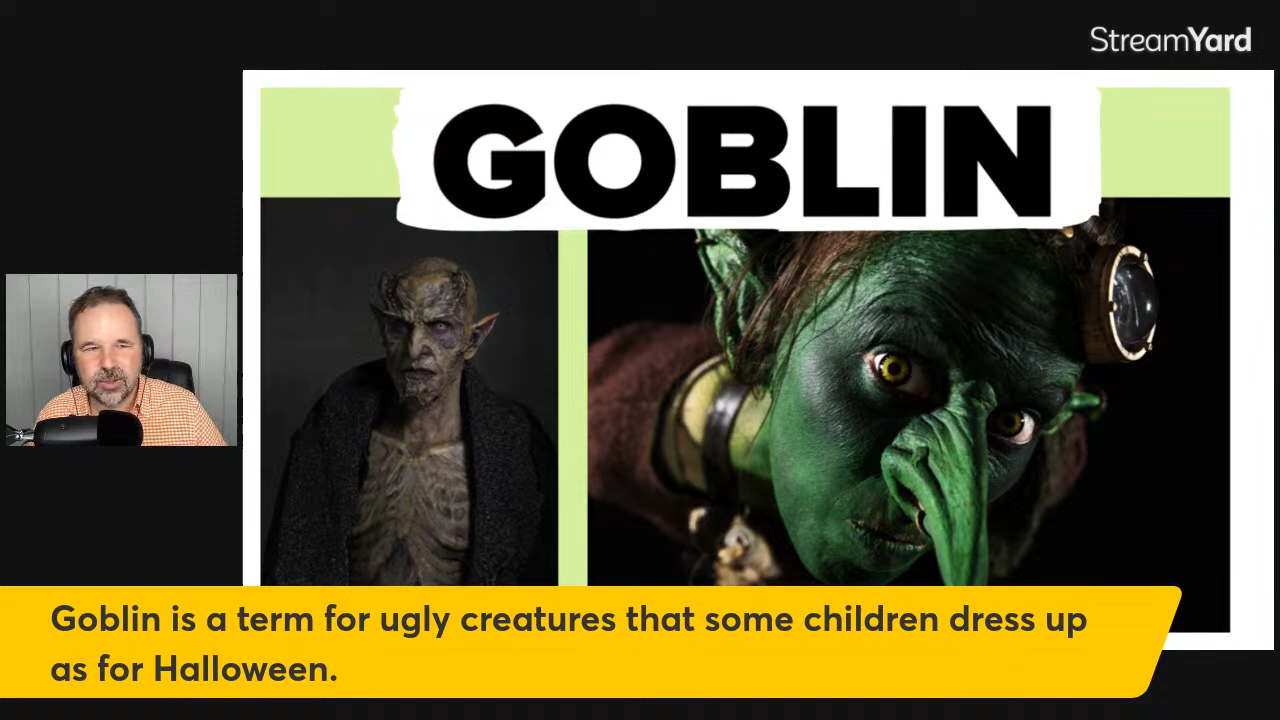 StreamYard
GOBLIN
Goblin is a term for ugly creatures that some children dress up
as for Halloween.